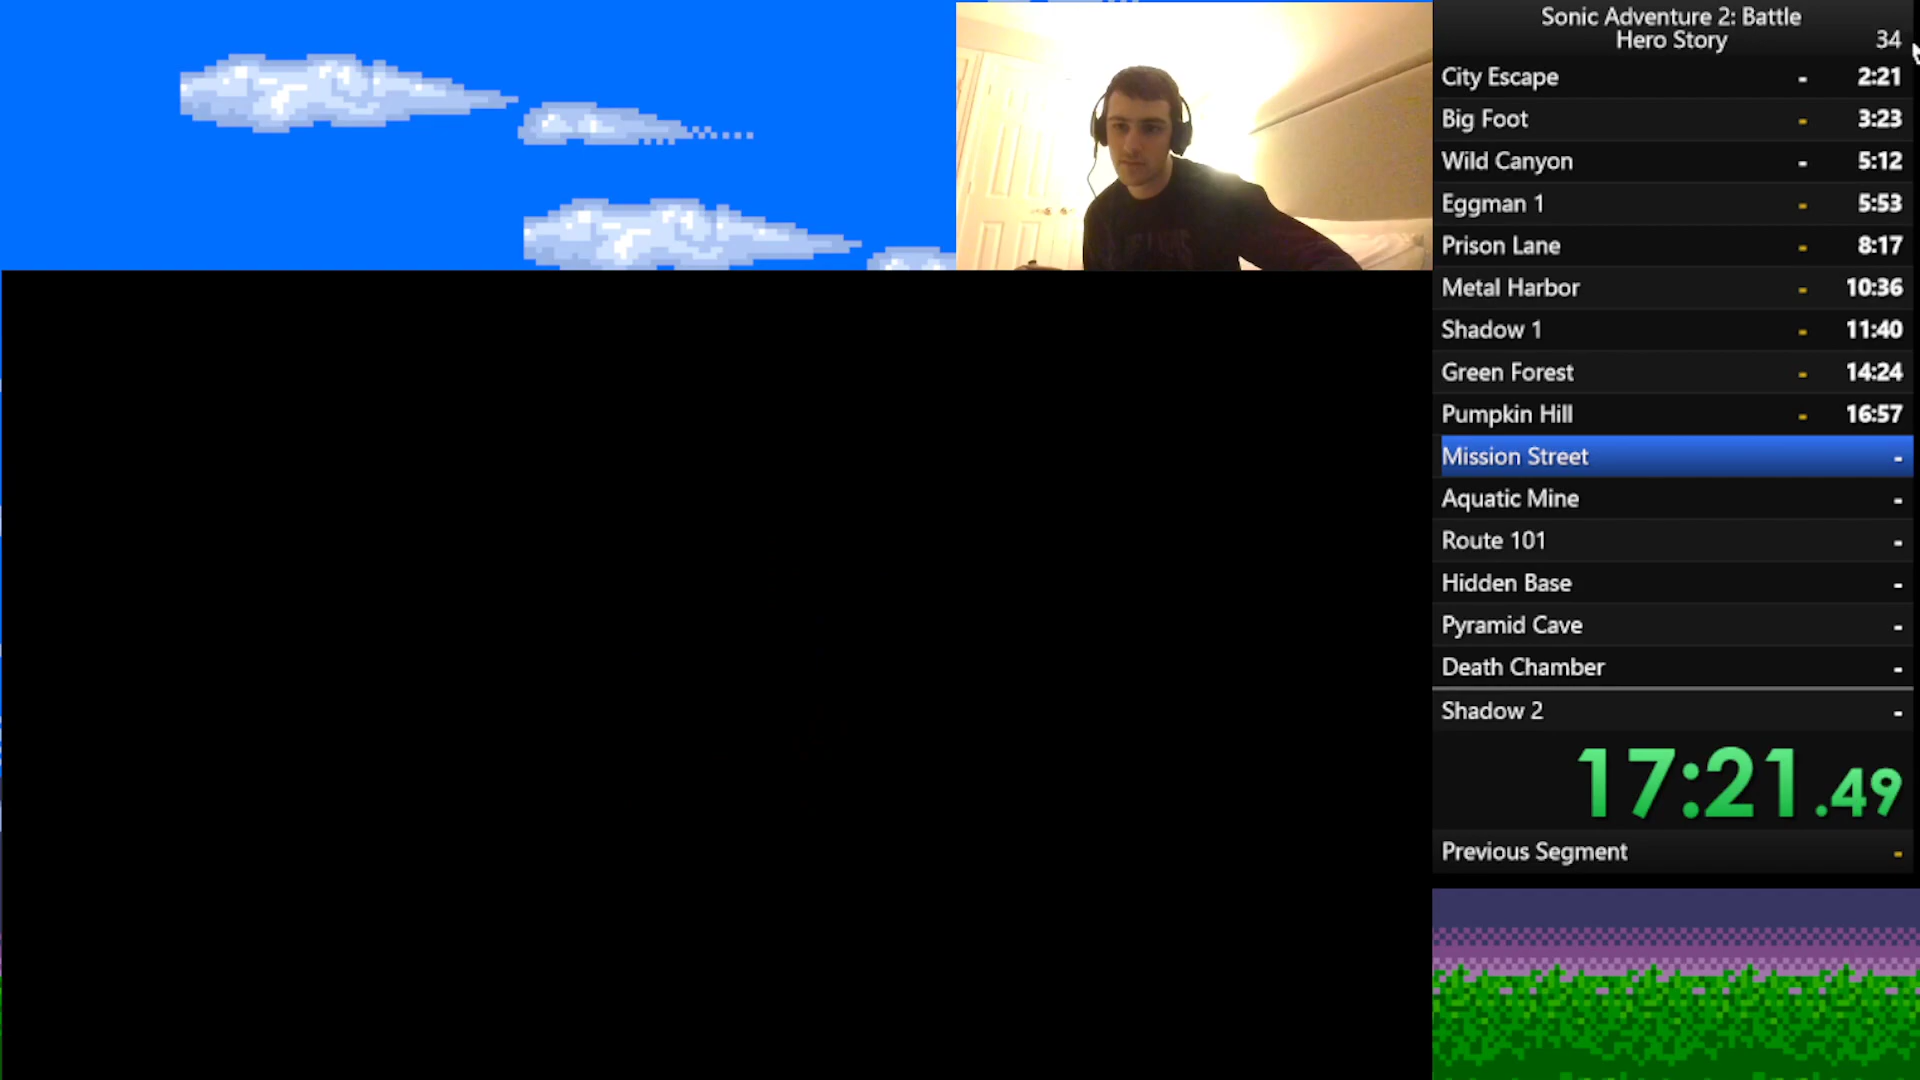 Sonic Adventure 2: Battle
Hero Story 34
City Escape - 2:21
Big Foot - 3:23
Wild Canyon - 5:12
Eggman 1 - 5:53
Prison Lane - 8:17
Metal Harbor - 10:36
Shadow 1 - 11:40
Green Forest - 14:24
Pumpkin Hill - 16:57
Mission Street -
Aquatic Mine -
Route 101 -
Hidden Base -
Pyramid Cave -
Death Chamber -
Shadow 2 -
17:21.49
Previous Segment -